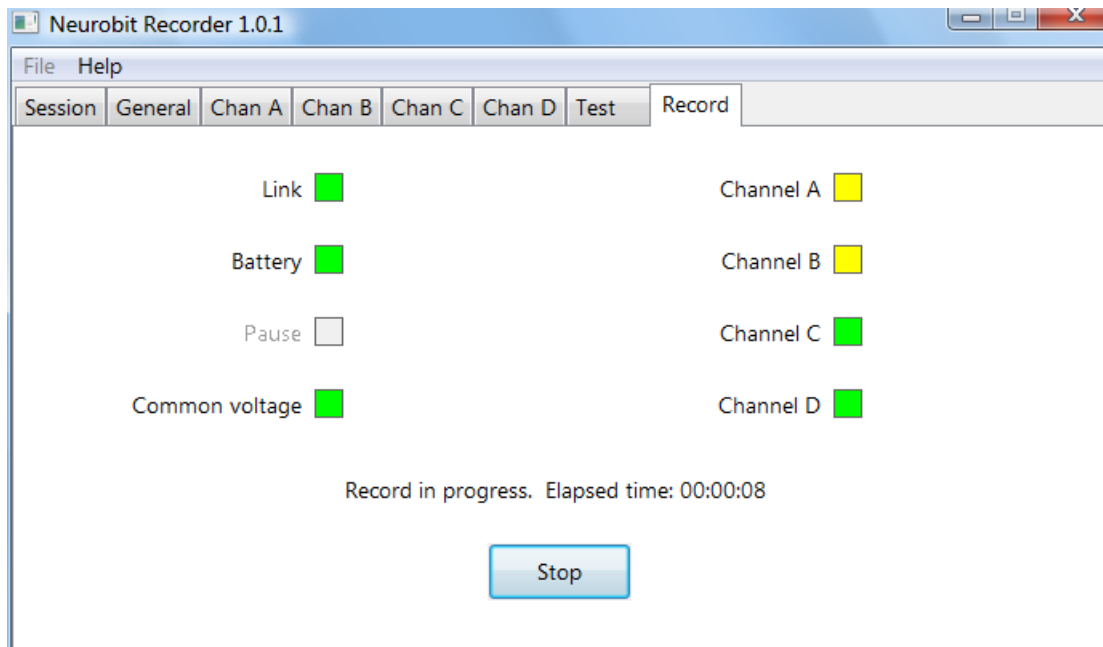 Neurobit Recorder 1.0.1
File Help
Session General Chan A Chan B Chan C Chan D Test Record
Link Channel A
Battery Channel B
Pause Channel C
Common voltage Channel D
Record in progress. Elapsed time: 00:00:08
Stop